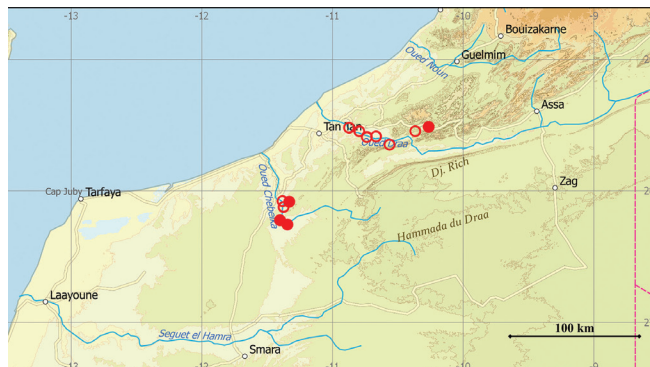 -13
-12
-11
-10
-9
Bouizakarne
Guelmim
Oued Noun
Assa
Tan Tan
Oued Draa
Dj. Rich
Zag
Oued Chebeika
Cap Juby
Tarfaya
Hammada du Draa
Laayoune
Seguet el Hamra
Smara
100 km